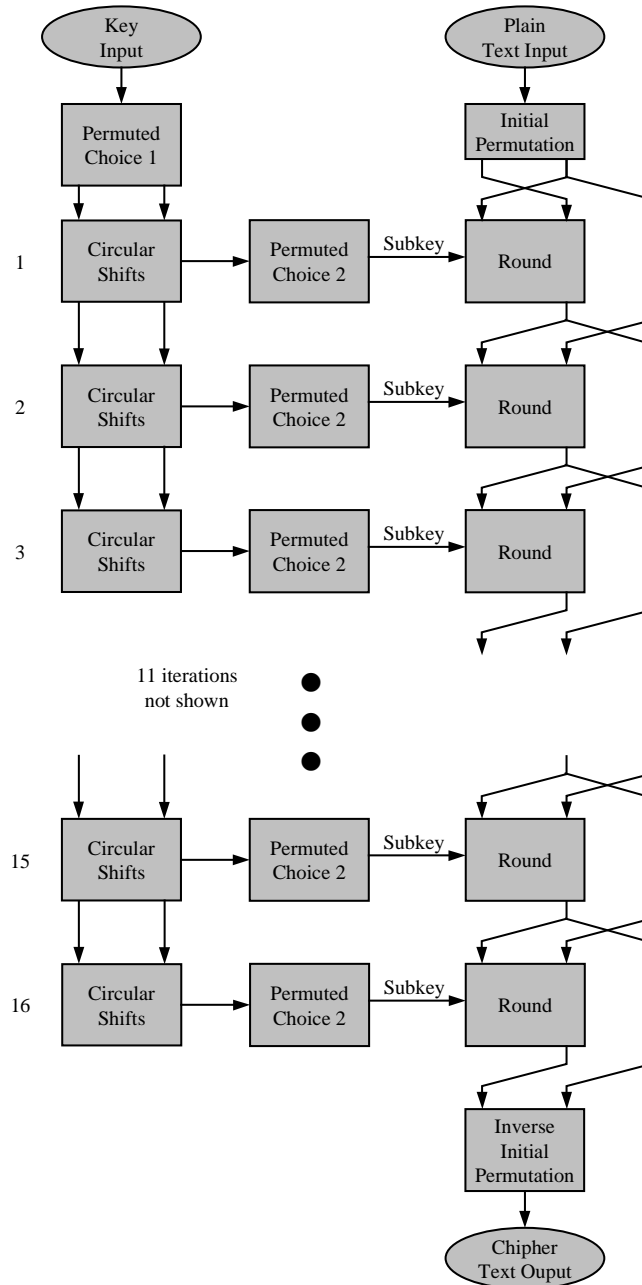 Key
Input
Plain
Text Input
Permuted
Choice 1
Initial
Permutation
1
Circular
Shifts
Permuted
Choice 2
Subkey
Round
2
Circular
Shifts
Permuted
Choice 2
Subkey
Round
3
Circular
Shifts
Permuted
Choice 2
Subkey
Round
11 iterations
not shown
15
Circular
Shifts
Permuted
Choice 2
Subkey
Round
16
Circular
Shifts
Permuted
Choice 2
Subkey
Round
Inverse
Initial
Permutation
Chipher
Text Ouput